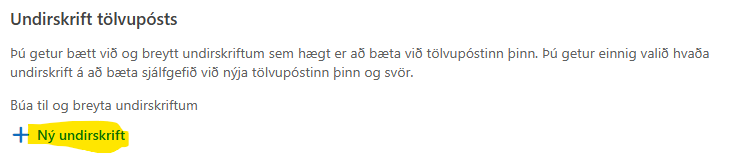 Undirskrift tölvupósts
Þú getur bætt við og breytt undirskriftum sem hægt er að bæta við tölvupóstinn þinn. Þú getur einnig valið hvaða
undirskrift á að bæta sjálfgefið við nýja tölvupóstinn þinn og svör.
Búa til og breyta undirskriftum
+ Ný undirskrift